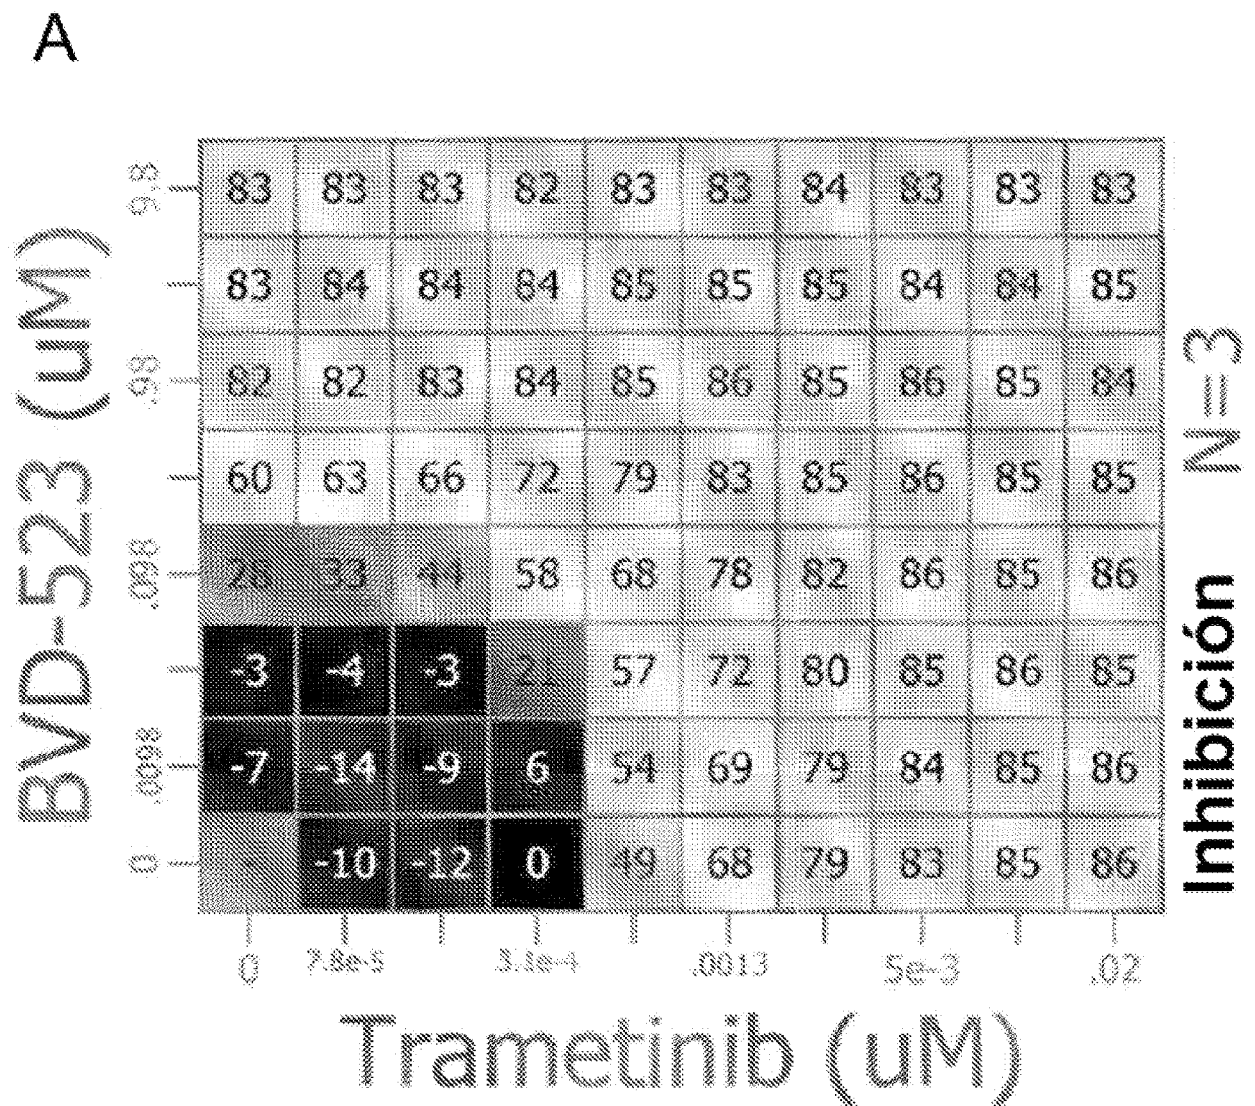 A
BVD-523 (uM)
9.8
83 83 83 82 83 83 84 83 83 83
83 84 84 84 85 85 85 84 84 85
.98
82 82 83 84 85 86 85 86 85 84
60 63 66 72 79 83 85 86 85 85
.098
28 33 44 58 68 78 82 86 85 86
-3 -4 -3 57 72 80 85 86 85
.0098
-7 -14 -9 6 54 69 79 84 85 86
0
-10 -12 0 49 68 79 83 85 86
0 7.8e-5 3.1e-4 .0013 5e-3 .02
Trametinib (uM)
Inhibición N=3